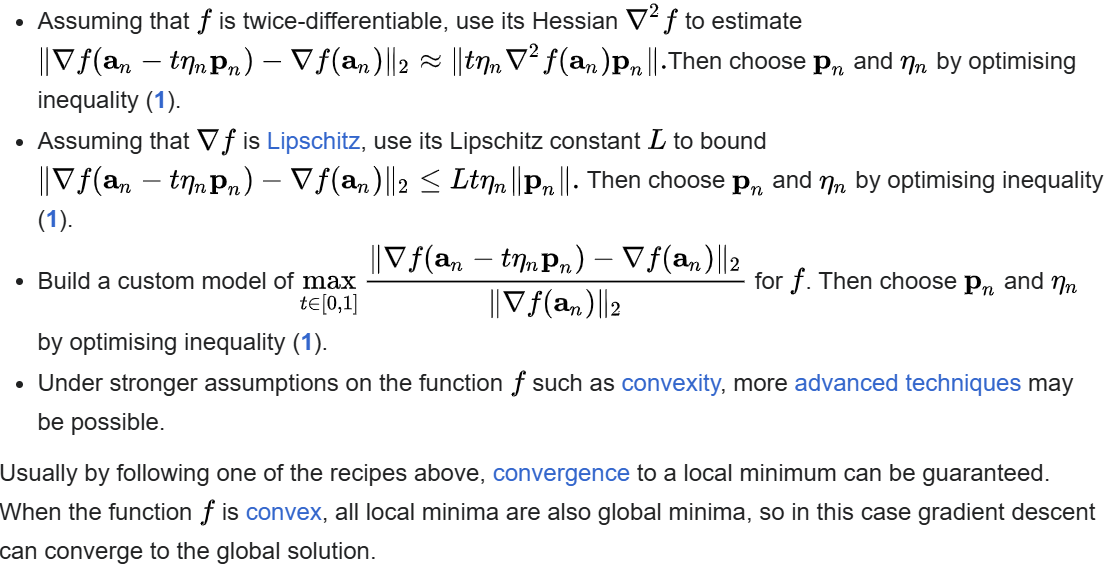 • Assuming that f is twice-differentiable, use its Hessian ∇²f to estimate
‖∇f(𝐚ₙ − tηₙ𝐩ₙ) − ∇f(𝐚ₙ)‖₂ ≈ ‖tηₙ∇²f(𝐚ₙ)𝐩ₙ‖.Then choose 𝐩ₙ and ηₙ by optimising
inequality (1).
• Assuming that ∇f is Lipschitz, use its Lipschitz constant L to bound
‖∇f(𝐚ₙ − tηₙ𝐩ₙ) − ∇f(𝐚ₙ)‖₂ ≤ Ltηₙ‖𝐩ₙ‖. Then choose 𝐩ₙ and ηₙ by optimising inequality
(1).
• Build a custom model of max_{t∈[0,1]} ‖∇f(𝐚ₙ − tηₙ𝐩ₙ) − ∇f(𝐚ₙ)‖₂ / ‖∇f(𝐚ₙ)‖₂ for f. Then choose 𝐩ₙ and ηₙ
by optimising inequality (1).
• Under stronger assumptions on the function f such as convexity, more advanced techniques may
be possible.
Usually by following one of the recipes above, convergence to a local minimum can be guaranteed.
When the function f is convex, all local minima are also global minima, so in this case gradient descent
can converge to the global solution.